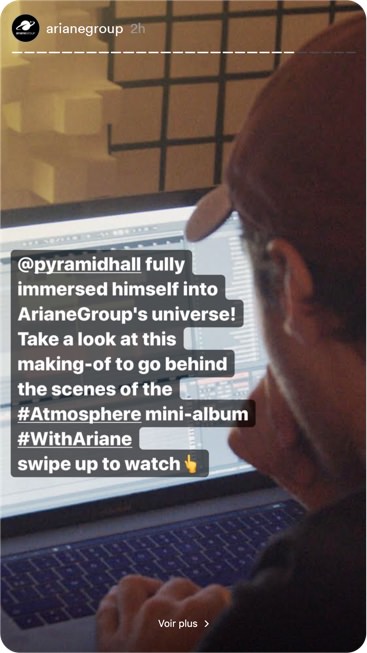 arianegroup 2h
@pyramidhall fully
immersed himself into
ArianeGroup's universe!
Take a look at this
making-of to go behind
the scenes of the
#Atmosphere mini-album
#WithAriane
swipe up to watch👆
Voir plus